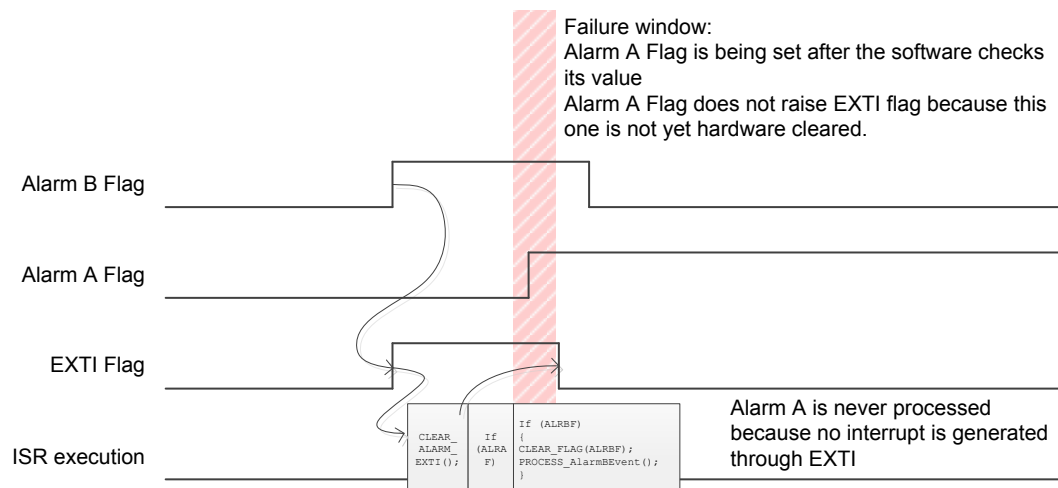 Failure window:
Alarm A Flag is being set after the software checks
its value
Alarm A Flag does not raise EXTI flag because this
one is not yet hardware cleared.
Alarm B Flag
Alarm A Flag
EXTI Flag
ISR execution
CLEAR_
ALARM_
EXTI();
If
(ALRA
F)
If (ALRBF)
{
CLEAR_FLAG(ALRBF);
PROCESS_AlarmBEvent();
}
Alarm A is never processed
because no interrupt is generated
through EXTI